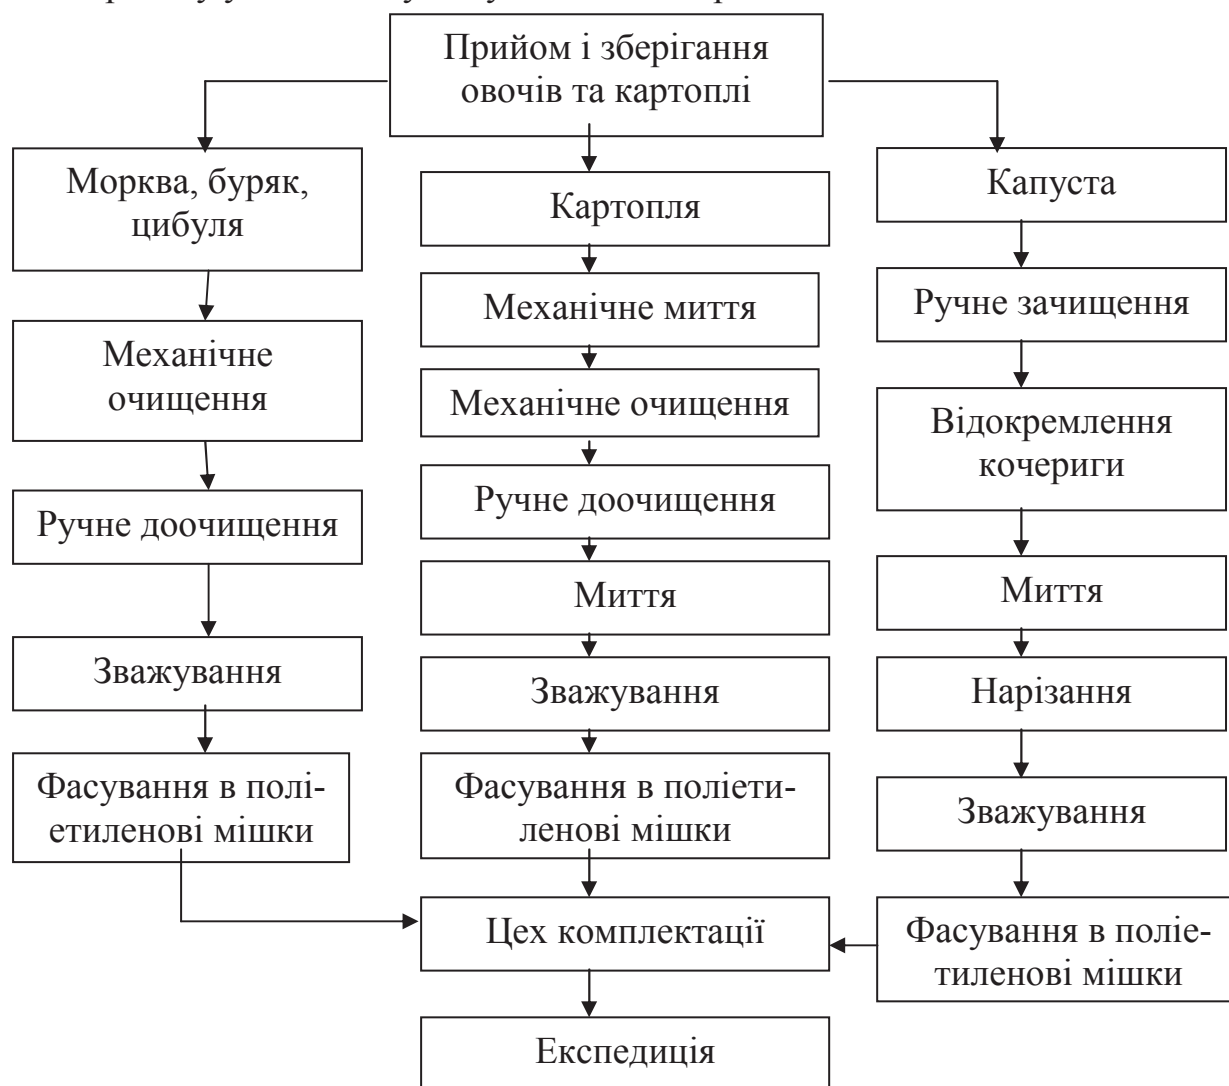 Прийом і зберігання
овочів та картоплі
Морква, буряк,
цибуля
Механічне
очищення
Ручне доочищення
Зважування
Фасування в полі-
етиленові мішки
Картопля
Механічне миття
Механічне очищення
Ручне доочищення
Миття
Зважування
Фасування в поліети-
ленові мішки
Капуста
Ручне зачищення
Відокремлення
кочериги
Миття
Нарізання
Зважування
Фасування в поліе-
тиленові мішки
Цех комплектації
Експедиція